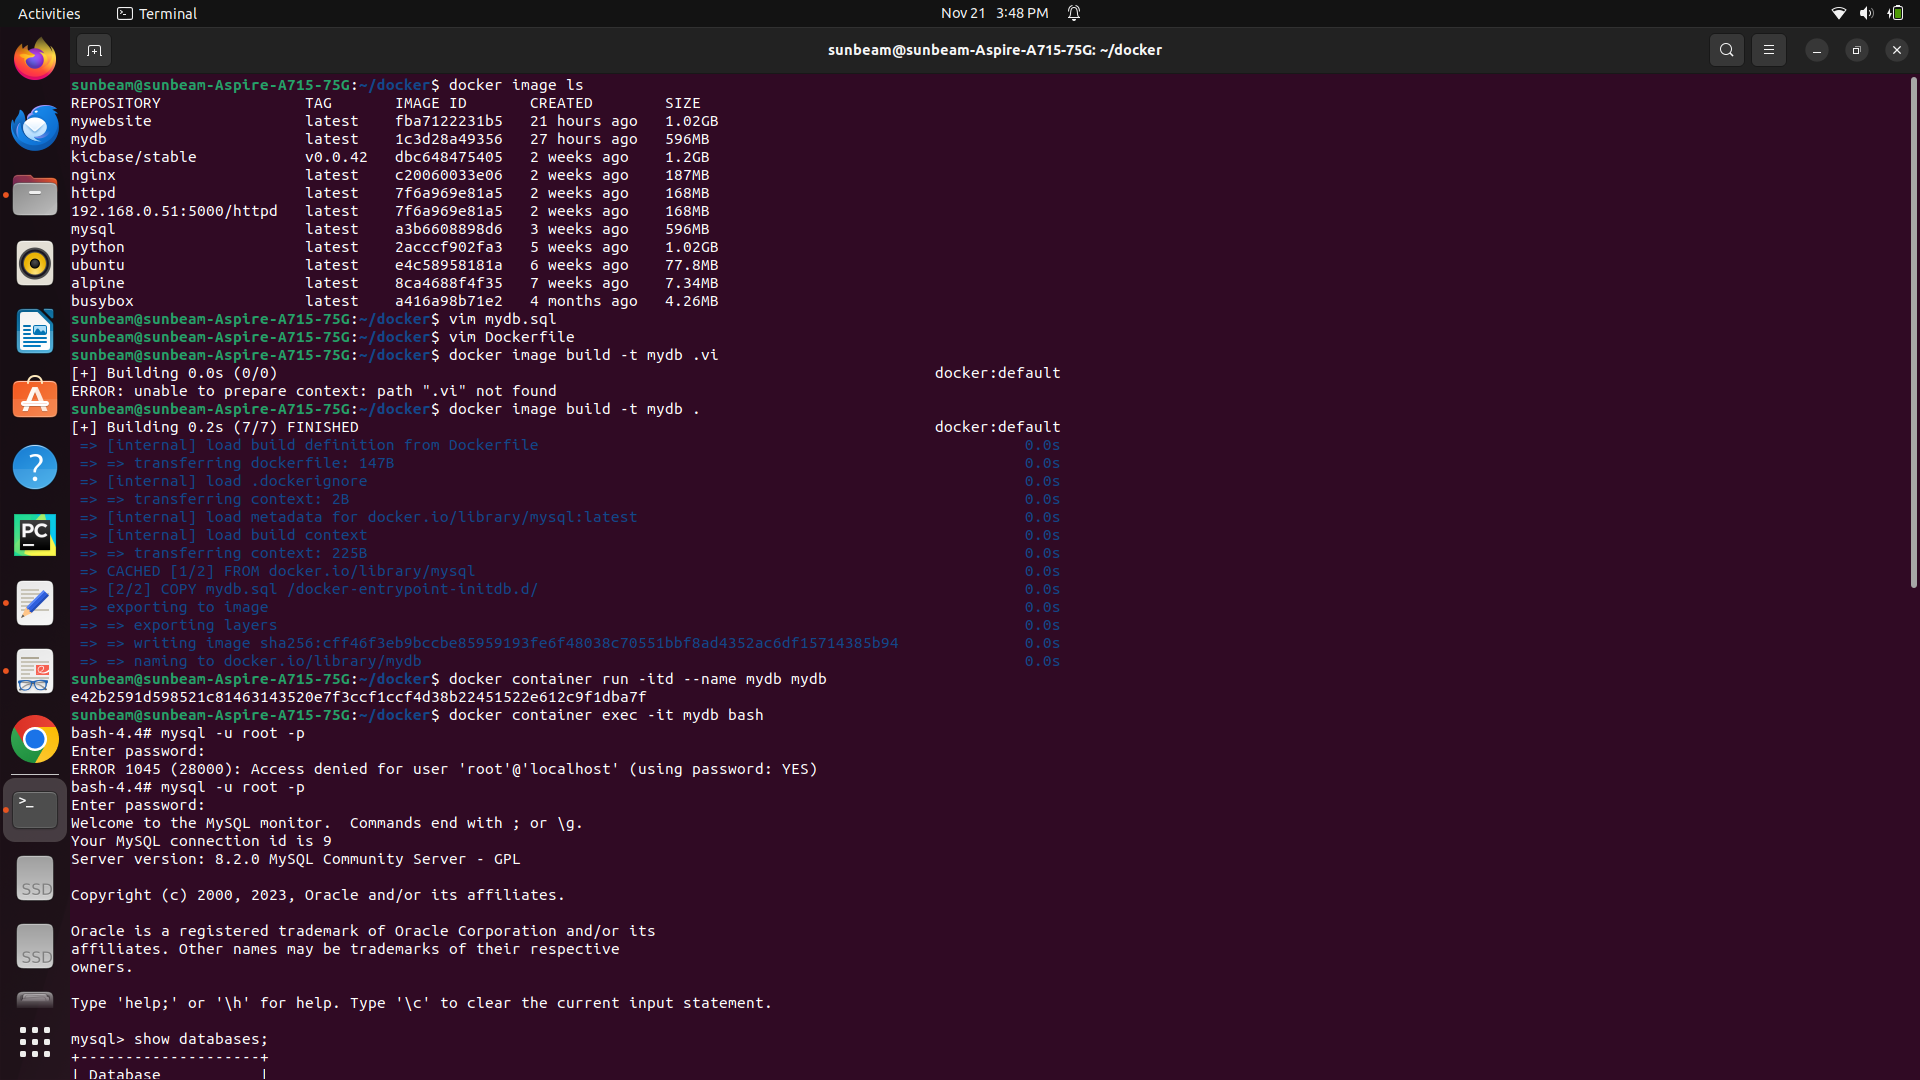 Activities Terminal Nov 21 3:48 PM
sunbeam@sunbeam-Aspire-A715-75G: ~/docker
sunbeam@sunbeam-Aspire-A715-75G:~/docker$ docker image ls
REPOSITORY TAG IMAGE ID CREATED SIZE
mywebsite latest fba7122231b5 21 hours ago 1.02GB
mydb latest 1c3d28a49356 27 hours ago 596MB
kicbase/stable v0.0.42 dbc648475405 2 weeks ago 1.2GB
nginx latest c20060033e06 2 weeks ago 187MB
httpd latest 7f6a969e81a5 2 weeks ago 168MB
192.168.0.51:5000/httpd latest 7f6a969e81a5 2 weeks ago 168MB
mysql latest a3b6608898d6 3 weeks ago 596MB
python latest 2acccf902fa3 5 weeks ago 1.02GB
ubuntu latest e4c58958181a 6 weeks ago 77.8MB
alpine latest 8ca4688f4f35 7 weeks ago 7.34MB
busybox latest a416a98b71e2 4 months ago 4.26MB
sunbeam@sunbeam-Aspire-A715-75G:~/docker$ vim mydb.sql
sunbeam@sunbeam-Aspire-A715-75G:~/docker$ vim Dockerfile
sunbeam@sunbeam-Aspire-A715-75G:~/docker$ docker image build -t mydb .vi
[+] Building 0.0s (0/0) docker:default
ERROR: unable to prepare context: path ".vi" not found
sunbeam@sunbeam-Aspire-A715-75G:~/docker$ docker image build -t mydb .
[+] Building 0.2s (7/7) FINISHED docker:default
=> [internal] load build definition from Dockerfile 0.0s
=> => transferring dockerfile: 147B 0.0s
=> [internal] load .dockerignore 0.0s
=> => transferring context: 2B 0.0s
=> [internal] load metadata for docker.io/library/mysql:latest 0.0s
=> [internal] load build context 0.0s
=> => transferring context: 225B 0.0s
=> CACHED [1/2] FROM docker.io/library/mysql 0.0s
=> [2/2] COPY mydb.sql /docker-entrypoint-initdb.d/ 0.0s
=> exporting to image 0.0s
=> => exporting layers 0.0s
=> => writing image sha256:cff46f3eb9bccbe85959193fe6f48038c70551bbf8ad4352ac6df15714385b94 0.0s
=> => naming to docker.io/library/mydb 0.0s
sunbeam@sunbeam-Aspire-A715-75G:~/docker$ docker container run -itd --name mydb mydb
e42b2591d598521c81463143520e7f3ccf1ccf4d38b22451522e612c9f1dba7f
sunbeam@sunbeam-Aspire-A715-75G:~/docker$ docker container exec -it mydb bash
bash-4.4# mysql -u root -p
Enter password:
ERROR 1045 (28000): Access denied for user 'root'@'localhost' (using password: YES)
bash-4.4# mysql -u root -p
Enter password:
Welcome to the MySQL monitor.  Commands end with ; or \g.
Your MySQL connection id is 9
Server version: 8.2.0 MySQL Community Server - GPL
Copyright (c) 2000, 2023, Oracle and/or its affiliates.
Oracle is a registered trademark of Oracle Corporation and/or its
affiliates. Other names may be trademarks of their respective
owners.
Type 'help;' or '\h' for help. Type '\c' to clear the current input statement.
mysql> show databases;
+--------------------+
| Database |
PC
SSD
SSD